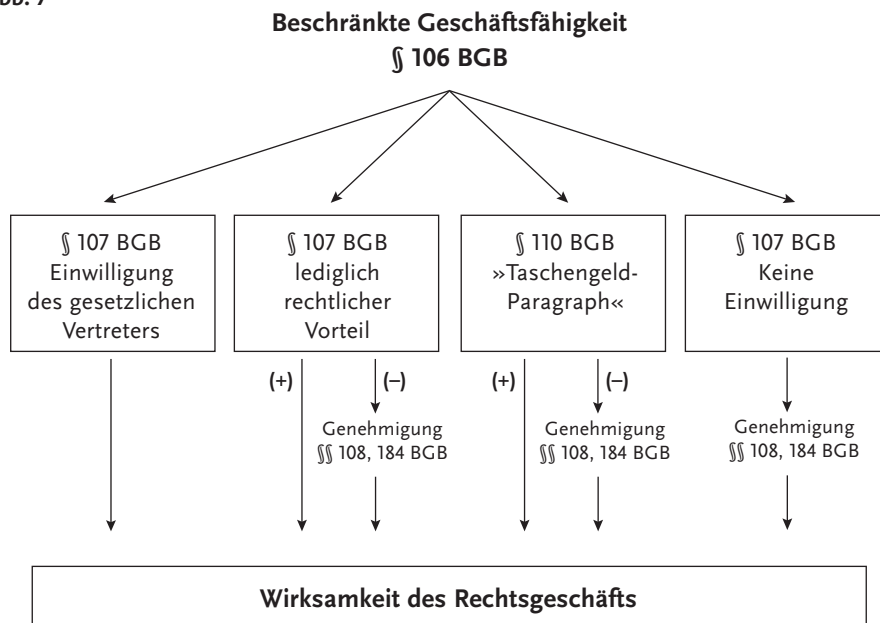 Beschränkte Geschäftsfähigkeit
§ 106 BGB
§ 107 BGB
Einwilligung
des gesetzlichen
Vertreters
§ 107 BGB
lediglich
rechtlicher
Vorteil
§ 110 BGB
»Taschengeld-
Paragraph«
§ 107 BGB
Keine
Einwilligung
(+)
(–)
Genehmigung
§§ 108, 184 BGB
(+)
(–)
Genehmigung
§§ 108, 184 BGB
Genehmigung
§§ 108, 184 BGB
Wirksamkeit des Rechtsgeschäfts